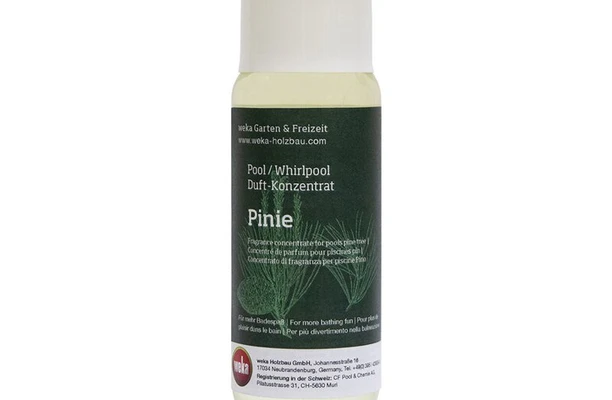 weka Garten & Freizeit
www.weka-holzbau.com
Pool / Whirlpool
Duft-Konzentrat
Pinie
Fragrance concentrate for pools pine tree |
Concentré de parfum pour piscines pin |
Concentrato di fragranza per piscine Pino
Für mehr Badespaß | For more bathing fun | Pour plus de
plaisir dans le bain | Per più divertimento nella
weka
weka Holzbau GmbH, Johannesstraße 16
17034 Neubrandenburg, Germany, Tel.
Registrierung in der Schweiz: CF Pool & Chemie AG,
Pilatusstrasse 31, CH-5630 Muri